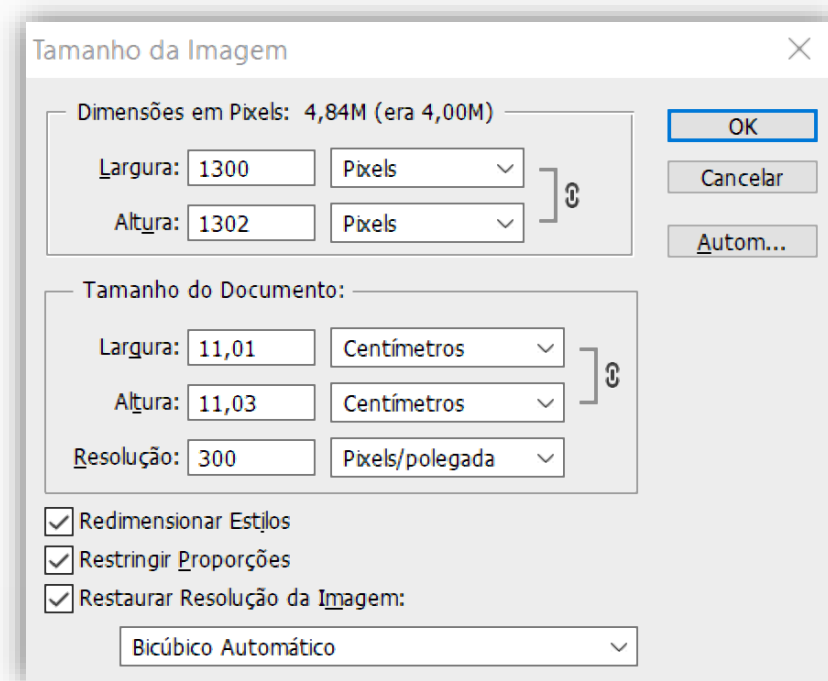 Tamanho da Imagem
Dimensões em Pixels: 4,84M (era 4,00M)
Largura: 1300 Pixels
Altura: 1302 Pixels
OK
Cancelar
Autom...
Tamanho do Documento:
Largura: 11,01 Centímetros
Altura: 11,03 Centímetros
Resolução: 300 Pixels/polegada
Redimensionar Estilos
Restringir Proporções
Restaurar Resolução da Imagem:
Bicúbico Automático